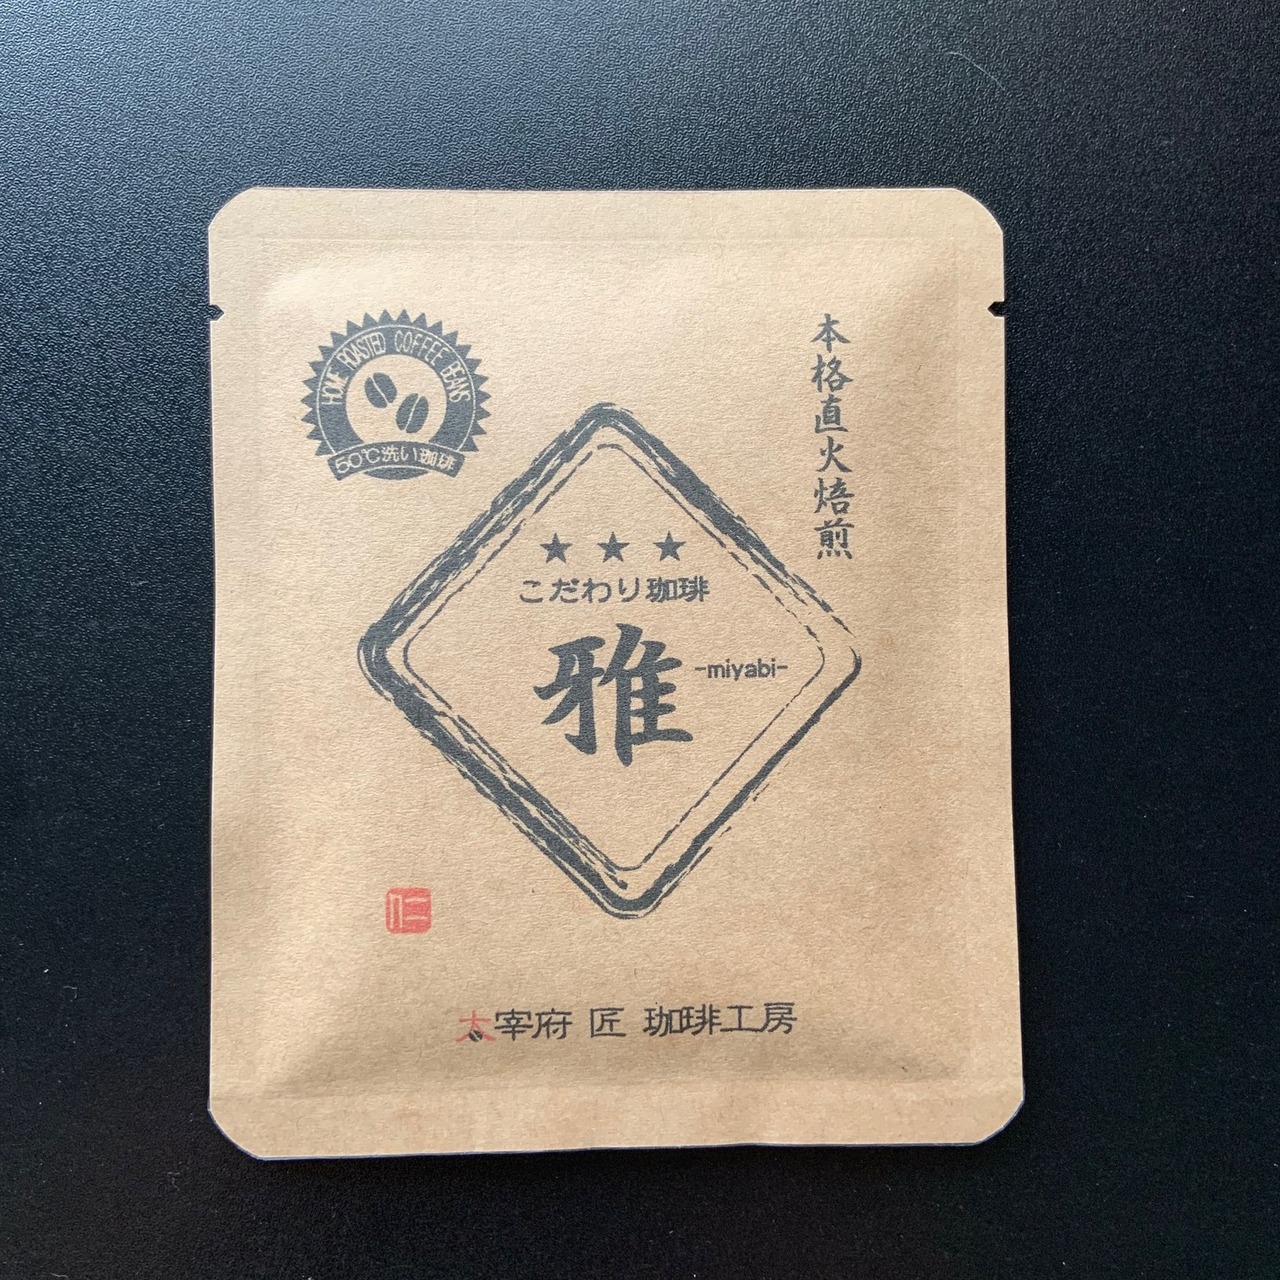 HOME ROASTED COFFEE BEANS
50℃洗い珈琲
本格直火焙煎
★★★
こだわり珈琲
雅
-miyabi-
仁
太宰府 匠 珈琲工房